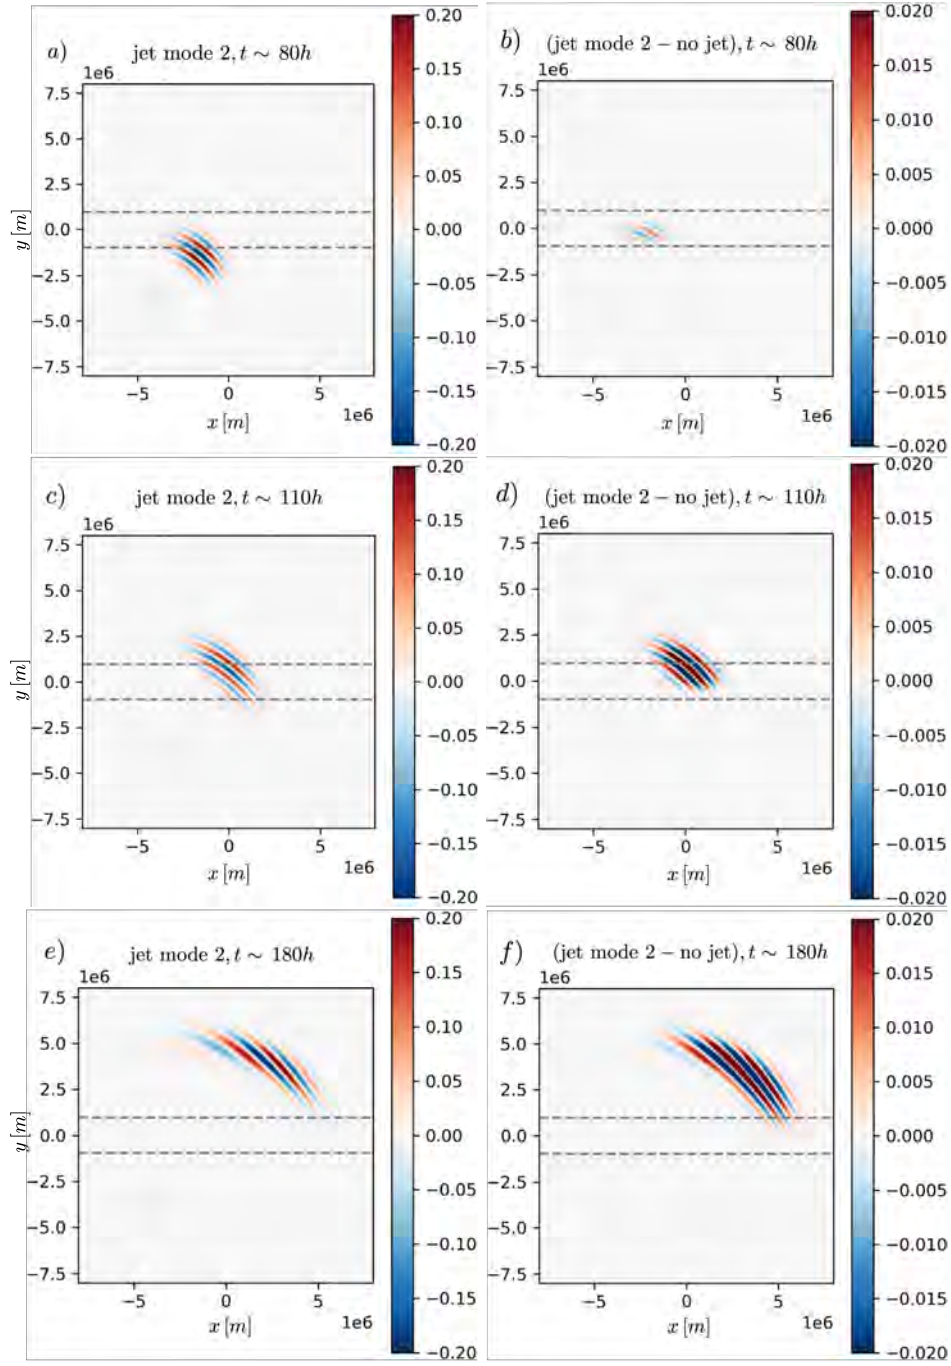 a) jet mode 2, t ∼ 80h
1e6
7.5
5.0
2.5
0.0
−2.5
−5.0
−7.5
y [m]
−5 0 5
1e6
x [m]
0.20
0.15
0.10
0.05
0.00
−0.05
−0.10
−0.15
−0.20
b) (jet mode 2 − no jet), t ∼ 80h
1e6
7.5
5.0
2.5
0.0
−2.5
−5.0
−7.5
−5 0 5
1e6
x [m]
0.020
0.015
0.010
0.005
0.000
−0.005
−0.010
−0.015
−0.020
c) jet mode 2, t ∼ 110h
1e6
7.5
5.0
2.5
0.0
−2.5
−5.0
−7.5
y [m]
−5 0 5
1e6
x [m]
0.20
0.15
0.10
0.05
0.00
−0.05
−0.10
−0.15
−0.20
d) (jet mode 2 − no jet), t ∼ 110h
1e6
7.5
5.0
2.5
0.0
−2.5
−5.0
−7.5
−5 0 5
1e6
x [m]
0.020
0.015
0.010
0.005
0.000
−0.005
−0.010
−0.015
−0.020
e) jet mode 2, t ∼ 180h
1e6
7.5
5.0
2.5
0.0
−2.5
−5.0
−7.5
y [m]
−5 0 5
1e6
x [m]
0.20
0.15
0.10
0.05
0.00
−0.05
−0.10
−0.15
−0.20
f) (jet mode 2 − no jet), t ∼ 180h
1e6
7.5
5.0
2.5
0.0
−2.5
−5.0
−7.5
−5 0 5
1e6
x [m]
0.020
0.015
0.010
0.005
0.000
−0.005
−0.010
−0.015
−0.020